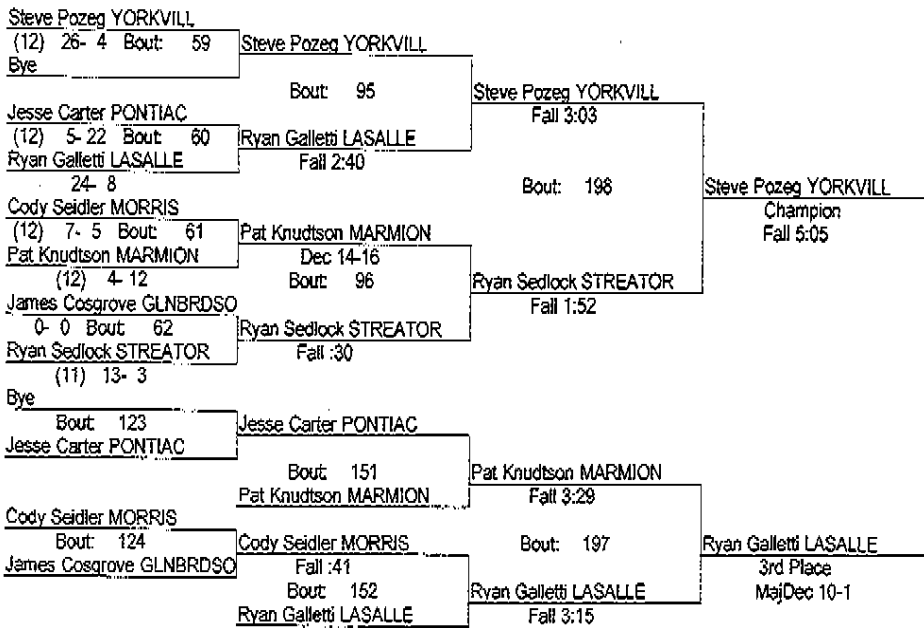 Steve Pozeg YORKVILL
(12) 26- 4 Bout: 59
Bye
Steve Pozeg YORKVILL
Bout: 95
Jesse Carter PONTIAC
(12) 5- 22 Bout: 60
Ryan Galletti LASALLE
24- 8
Ryan Galletti LASALLE
Fall 2:40
Steve Pozeg YORKVILL
Fall 3:03
Bout: 198
Cody Seidler MORRIS
(12) 7- 5 Bout: 61
Pat Knudtson MARMION
(12) 4- 12
Pat Knudtson MARMION
Dec 14-16
Bout: 96
James Cosgrove GLNBRDSO
0- 0 Bout: 62
Ryan Sedlock STREATOR
(11) 13- 3
Ryan Sedlock STREATOR
Fall :30
Ryan Sedlock STREATOR
Fall 1:52
Steve Pozeg YORKVILL
Champion
Fall 5:05
Bye
Bout: 123
Jesse Carter PONTIAC
Jesse Carter PONTIAC
Bout: 151
Pat Knudtson MARMION
Pat Knudtson MARMION
Fall 3:29
Bout: 197
Cody Seidler MORRIS
Bout: 124
James Cosgrove GLNBRDSO
Cody Seidler MORRIS
Fall :41
Bout: 152
Ryan Galletti LASALLE
Ryan Galletti LASALLE
Fall 3:15
Ryan Galletti LASALLE
3rd Place
MajDec 10-1